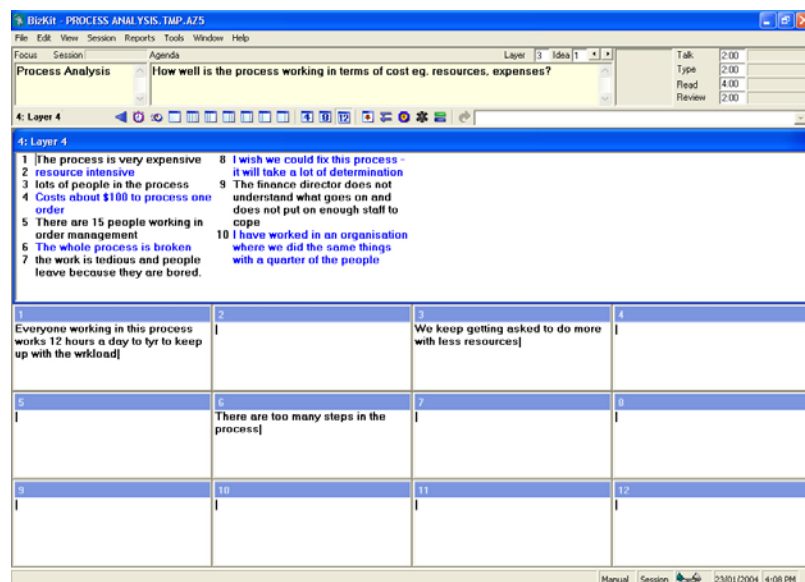 BizKit - PROCESS ANALYSIS.TMP.AZ5
File Edit View Session Reports Tools Window Help
Focus Session Agenda Layer 3 Idea 1
Process Analysis
How well is the process working in terms of cost eg. resources, expenses?
Talk 2:00
Type 2:00
Read 4:00
Review 2:00
4: Layer 4
4: Layer 4
1 The process is very expensive
2 resource intensive
3 lots of people in the process
4 Costs about $100 to process one
order
5 There are 15 people working in
order management
6 The whole process is broken
7 the work is tedious and people
leave because they are bored.
8 I wish we could fix this process -
it will take a lot of determination
9 The finance director does not
understand what goes on and
does not put on enough staff to
cope
10 I have worked in an organisation
where we did the same things
with a quarter of the people
1
Everyone working in this process
works 12 hours a day to tyr to keep
up with the wrkload
2
3
We keep getting asked to do more
with less resources
4
5
6
There are too many steps in the
process
7
8
9
10
11
12
Manual Session 23/01/2004 4:08 PM